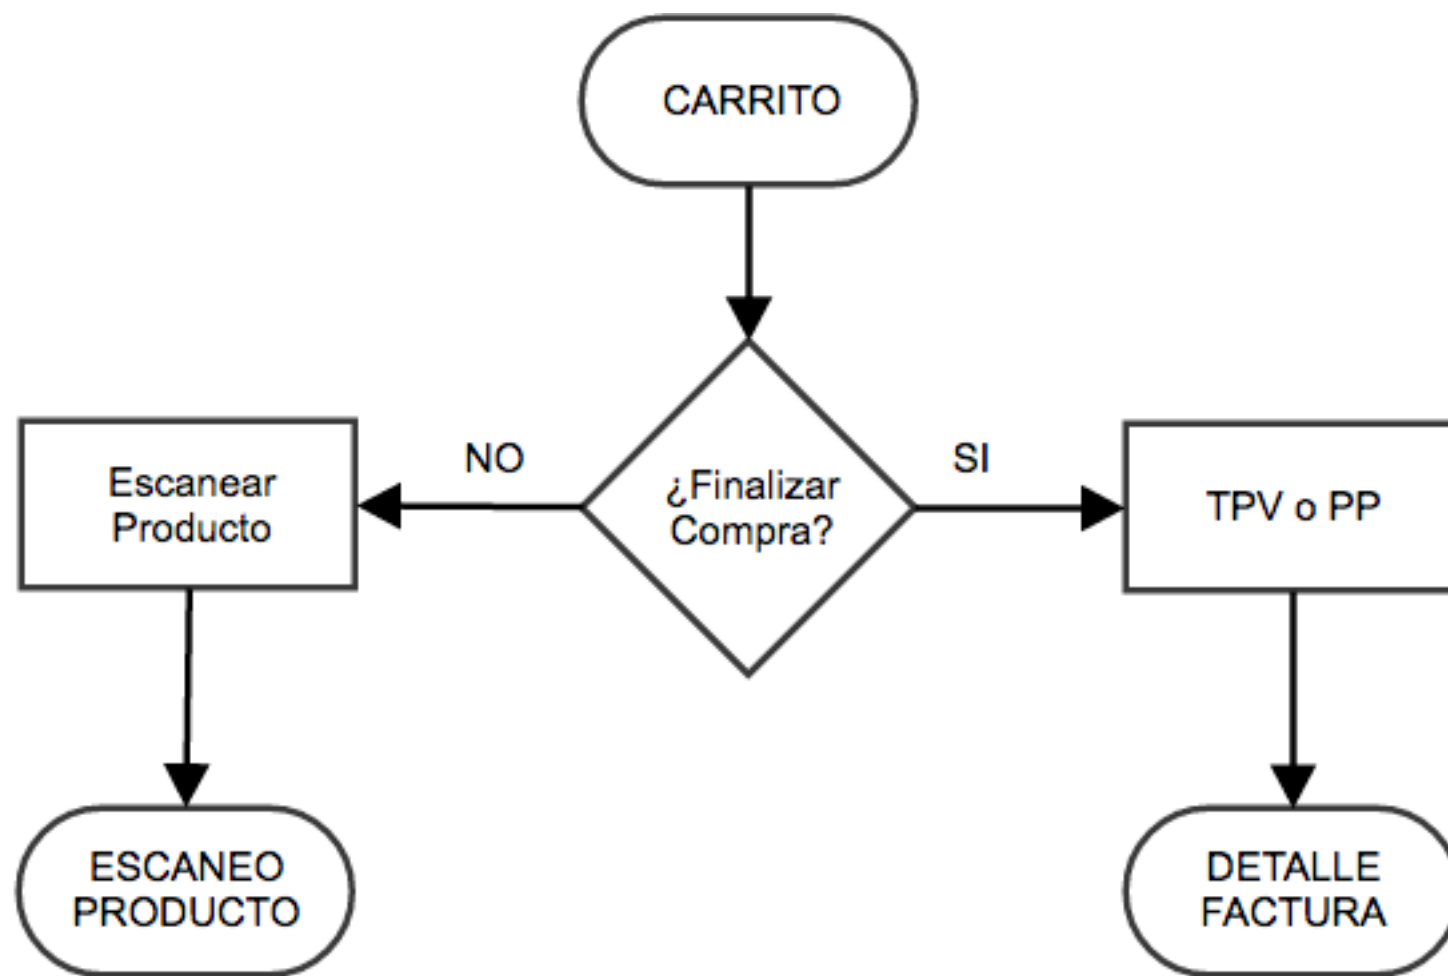 CARRITO
NO
SI
Escanear
Producto
¿Finalizar
Compra?
TPV o PP
ESCANEO
PRODUCTO
DETALLE
FACTURA